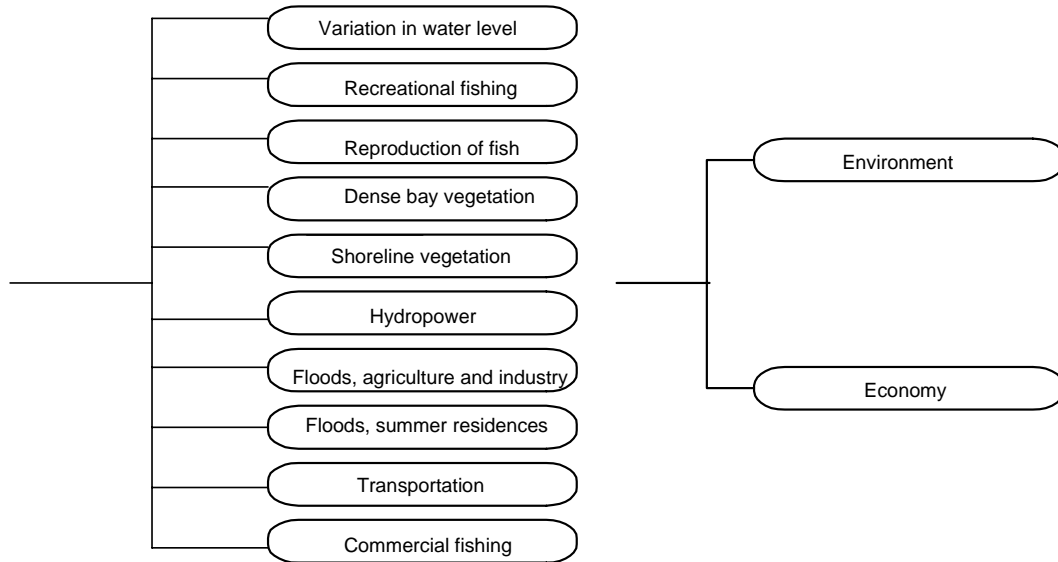 Variation in water level
Recreational fishing
Reproduction of fish
Dense bay vegetation
Shoreline vegetation
Hydropower
Floods, agriculture and industry
Floods, summer residences
Transportation
Commercial fishing
Environment
Economy